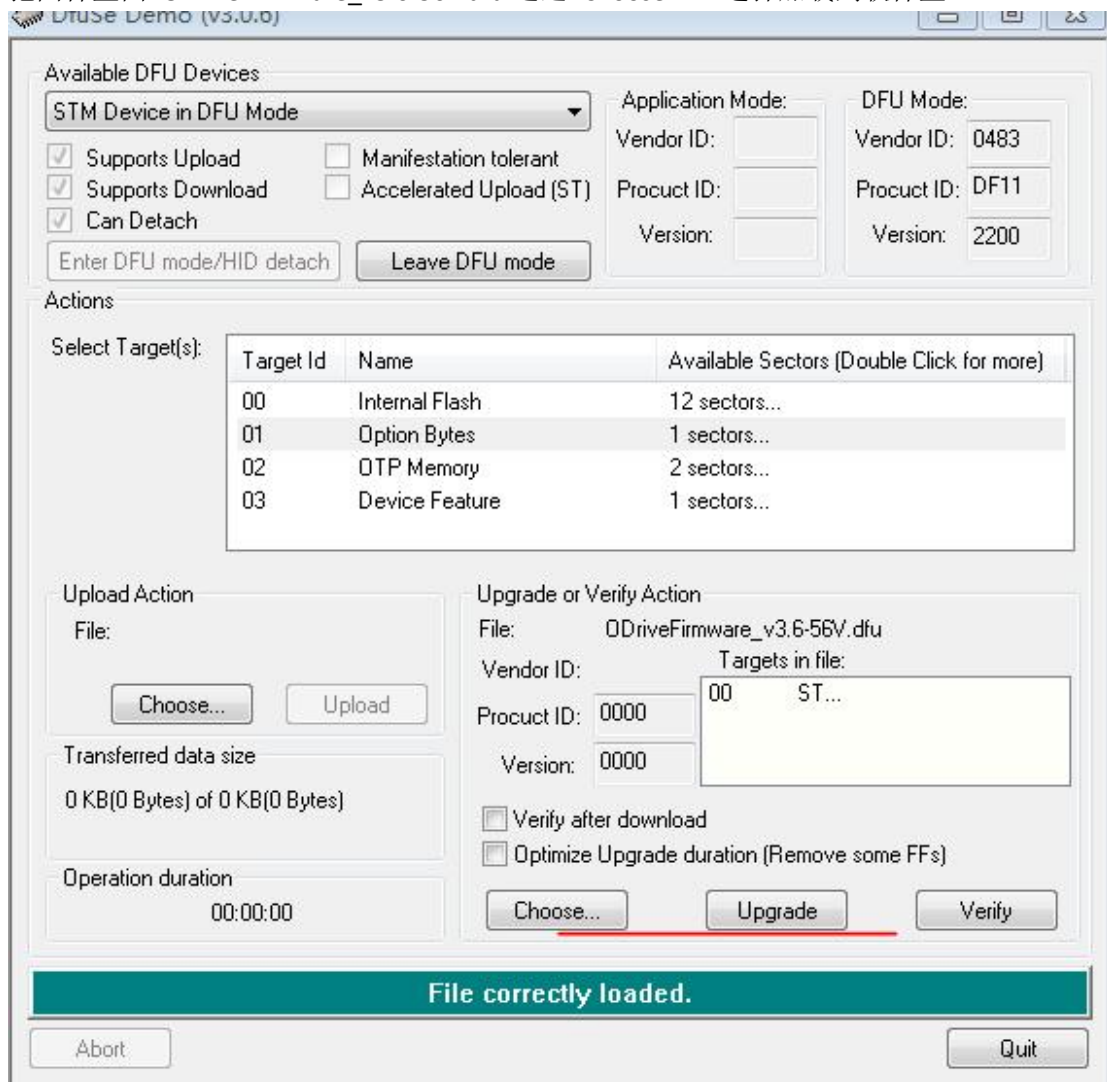 DfuSe Demo (v3.0.6)
Available DFU Devices
STM Device in DFU Mode
Supports Upload
Manifestation tolerant
Supports Download
Accelerated Upload (ST)
Can Detach
Enter DFU mode/HID detach
Leave DFU mode
Application Mode:
Vendor ID:
Procuct ID:
Version:
DFU Mode:
Vendor ID: 0483
Procuct ID: DF11
Version: 2200
Actions
Select Target(s):
Target Id Name Available Sectors (Double Click for more)
00 Internal Flash 12 sectors...
01 Option Bytes 1 sectors...
02 OTP Memory 2 sectors...
03 Device Feature 1 sectors...
Upload Action
File:
Choose... Upload
Transferred data size
0 KB(0 Bytes) of 0 KB(0 Bytes)
Operation duration
00:00:00
Upgrade or Verify Action
File: ODriveFirmware_v3.6-56V.dfu
Vendor ID:
Procuct ID: 0000
Version: 0000
Targets in file:
00 ST...
Verify after download
Optimize Upgrade duration (Remove some FFs)
Choose... Upgrade Verify
File correctly loaded.
Abort Quit